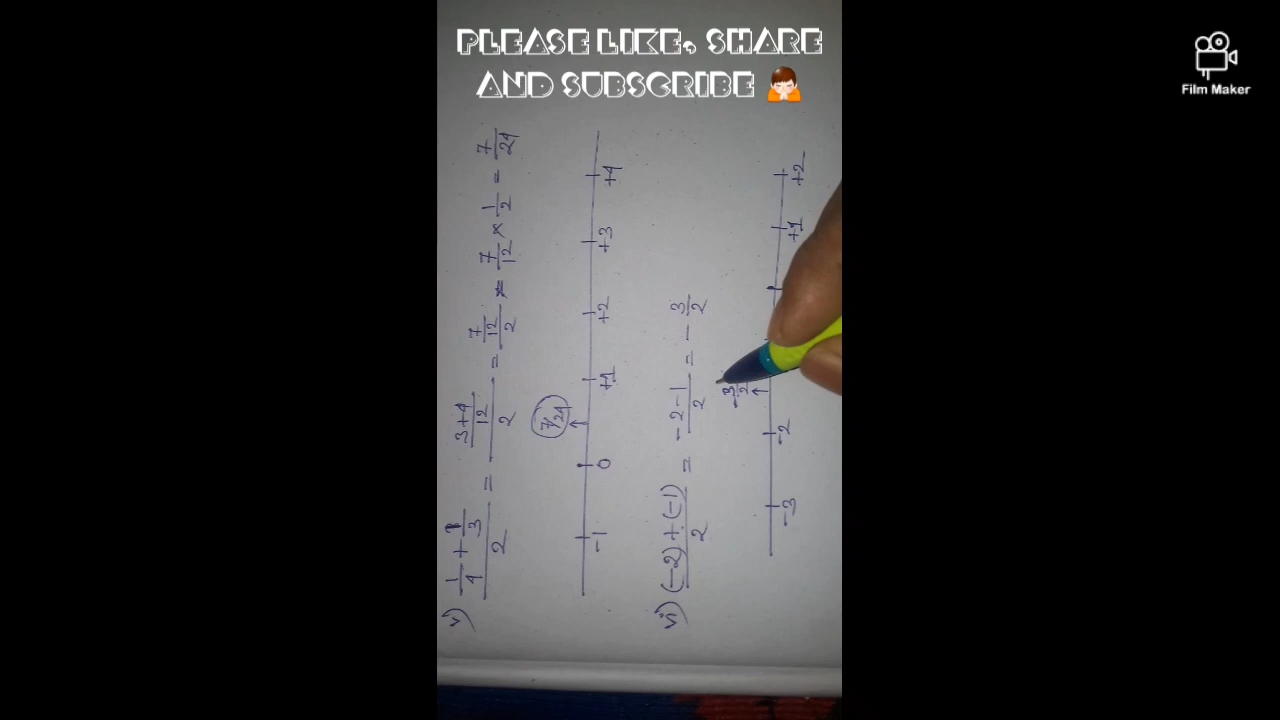 PLEASE LIKE, SHARE
AND SUBSCRIBE 🙏
Film Maker
v) (1/4 + 1/3)/2 = ((3+4)/12)/2 = (7/12)/2 = 7/12 × 1/2 = 7/24
7/24
↑
-1 0 +1 +2 +3 +4
vi) ((-2)+(-1))/2 = (-2-1)/2 = -3/2
-3/2
↑
-3 -2 +1 +2